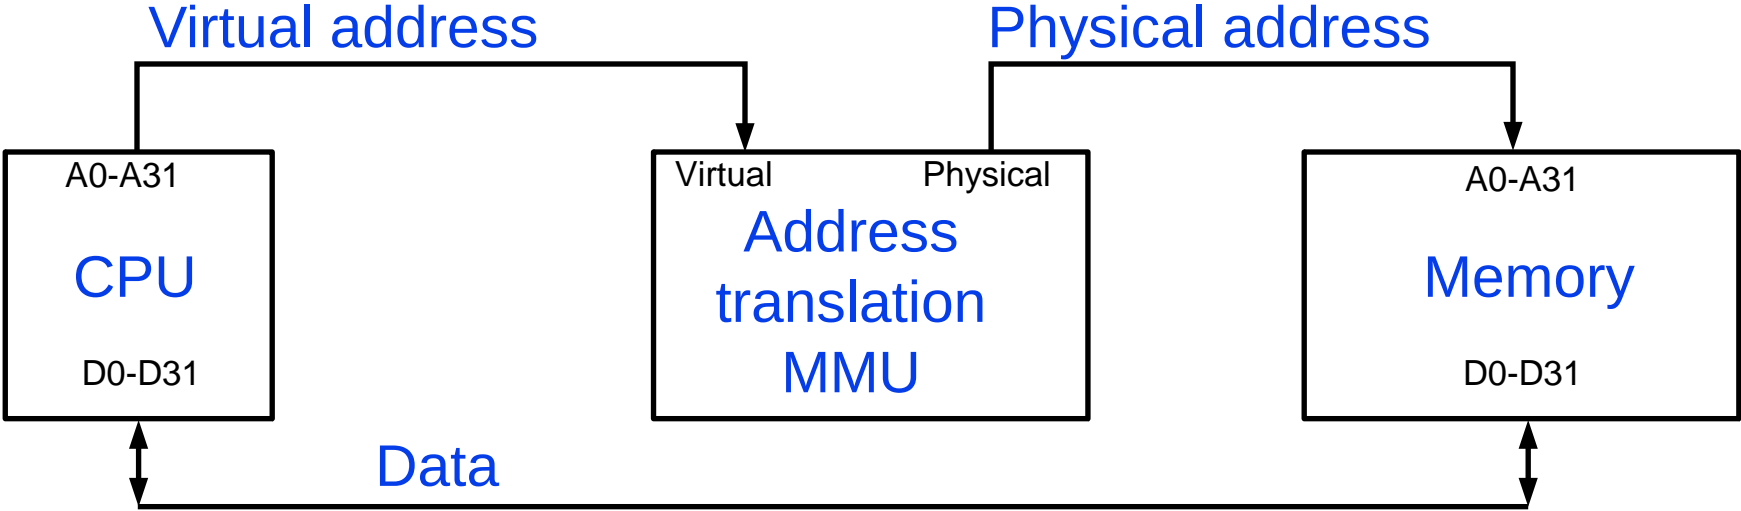 Virtual address
Physical address
A0-A31
Virtual
Physical
A0-A31
CPU
Address
translation
MMU
Memory
D0-D31
D0-D31
Data